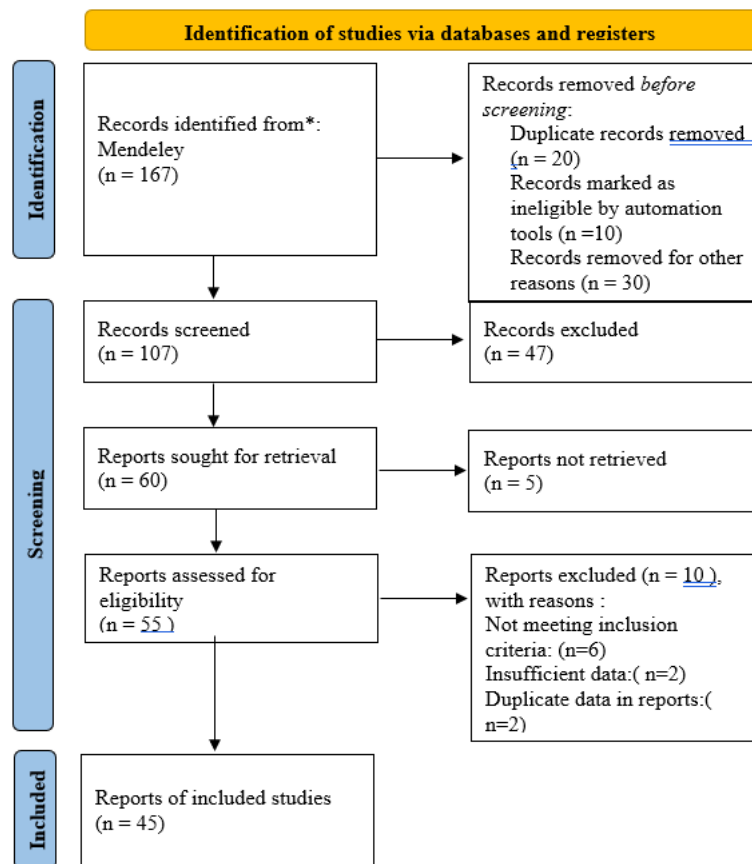 Identification of studies via databases and registers
Identification
Records identified from*:
Mendeley
(n = 167)
Records removed before
screening:
Duplicate records removed
(n = 20)
Records marked as
ineligible by automation
tools (n =10)
Records removed for other
reasons (n = 30)
Screening
Records screened
(n = 107)
Records excluded
(n = 47)
Reports sought for retrieval
(n = 60)
Reports not retrieved
(n = 5)
Reports assessed for
eligibility
(n = 55 )
Reports excluded (n = 10 ),
with reasons :
Not meeting inclusion
criteria: (n=6)
Insufficient data:( n=2)
Duplicate data in reports:(
n=2)
Included
Reports of included studies
(n = 45)